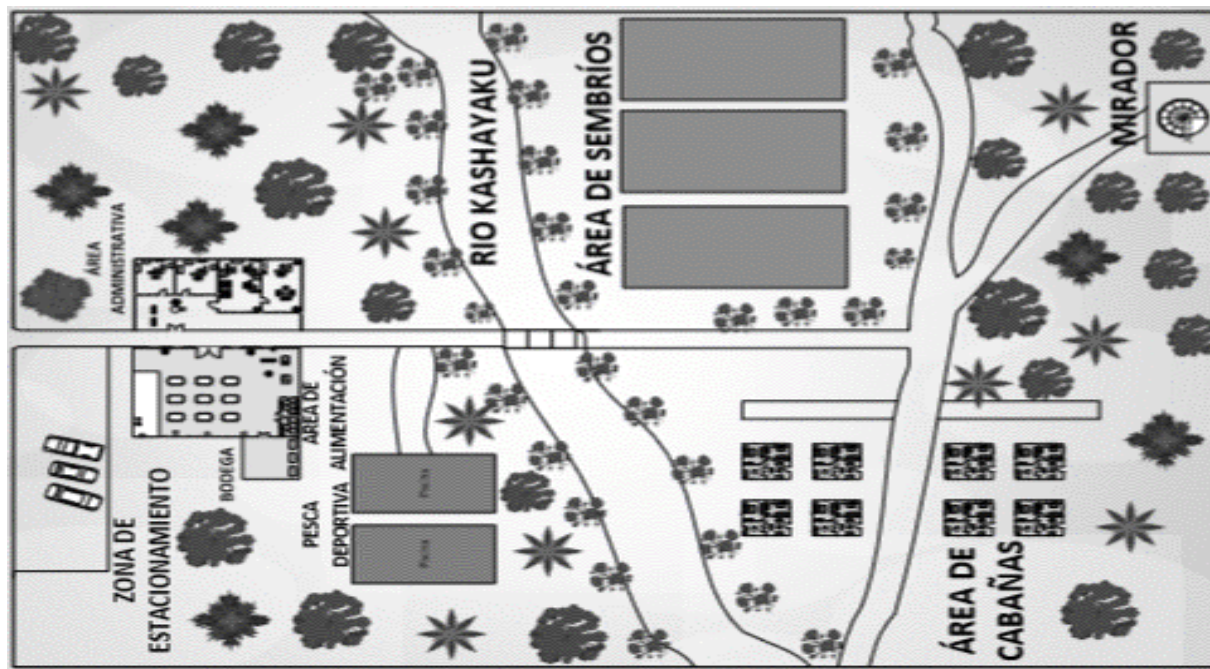 ÁREA
ADMINISTRATIVA
RIO KASHAYAKU
ÁREA DE SEMBRÍOS
MIRADOR
ZONA DE
ESTACIONAMIENTO
BODEGA
ÁREA DE
ALIMENTACIÓN
PESCA
DEPORTIVA
ÁREA DE
CABAÑAS